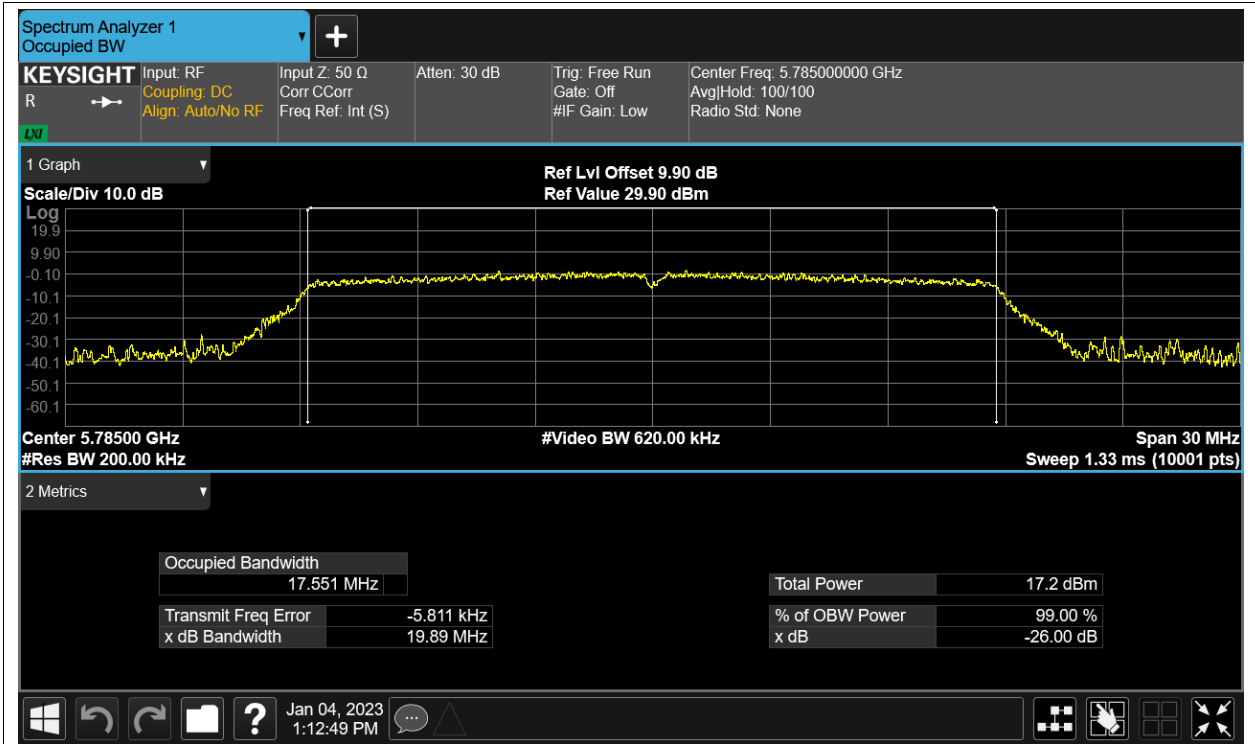 Spectrum Analyzer 1
Occupied BW
KEYSIGHT
R
LXI
Input: RF
Coupling: DC
Align: Auto/No RF
Input Z: 50 Ω
Corr CCorr
Freq Ref: Int (S)
Atten: 30 dB
Trig: Free Run
Gate: Off
#IF Gain: Low
Center Freq: 5.785000000 GHz
Avg|Hold: 100/100
Radio Std: None
1 Graph
Scale/Div 10.0 dB
Ref Lvl Offset 9.90 dB
Ref Value 29.90 dBm
Log
19.9
9.90
-0.10
-10.1
-20.1
-30.1
-40.1
-50.1
-60.1
Center 5.78500 GHz
#Res BW 200.00 kHz
#Video BW 620.00 kHz
Span 30 MHz
Sweep 1.33 ms (10001 pts)
2 Metrics
Occupied Bandwidth
17.551 MHz
Transmit Freq Error -5.811 kHz
x dB Bandwidth 19.89 MHz
Total Power 17.2 dBm
% of OBW Power 99.00 %
x dB -26.00 dB
?
Jan 04, 2023
1:12:49 PM